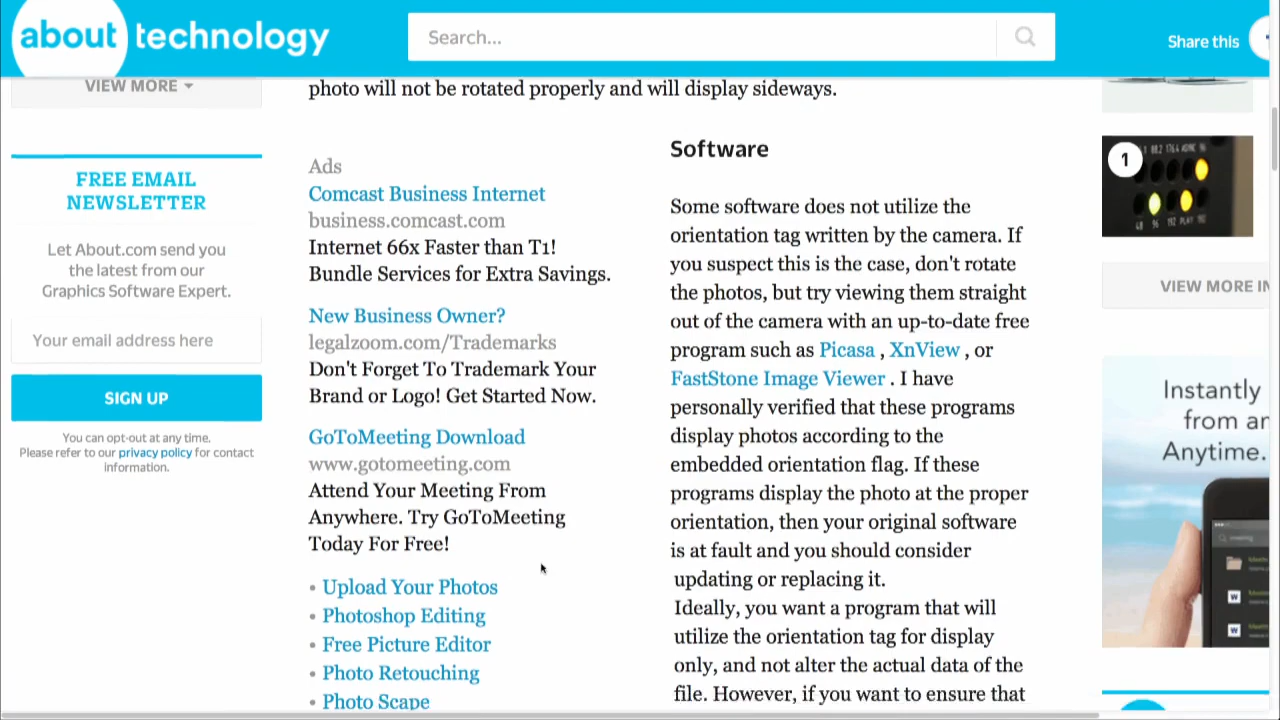 about technology
Search...
Share this
VIEW MORE
FREE EMAIL
NEWSLETTER
Let About.com send you
the latest from our
Graphics Software Expert.
Your email address here
SIGN UP
You can opt-out at any time.
Please refer to our privacy policy for contact
information.
photo will not be rotated properly and will display sideways.
Ads
Comcast Business Internet
business.comcast.com
Internet 66x Faster than T1!
Bundle Services for Extra Savings.
New Business Owner?
legalzoom.com/Trademarks
Don't Forget To Trademark Your
Brand or Logo! Get Started Now.
GoToMeeting Download
www.gotomeeting.com
Attend Your Meeting From
Anywhere. Try GoToMeeting
Today For Free!
• Upload Your Photos
• Photoshop Editing
• Free Picture Editor
• Photo Retouching
• Photo Scape
Software
Some software does not utilize the
orientation tag written by the camera. If
you suspect this is the case, don't rotate
the photos, but try viewing them straight
out of the camera with an up-to-date free
program such as Picasa , XnView , or
FastStone Image Viewer . I have
personally verified that these programs
display photos according to the
embedded orientation flag. If these
programs display the photo at the proper
orientation, then your original software
is at fault and you should consider
updating or replacing it.
Ideally, you want a program that will
utilize the orientation tag for display
only, and not alter the actual data of the
file. However, if you want to ensure that
1
VIEW MORE IN
Instantly
from an
Anytime.